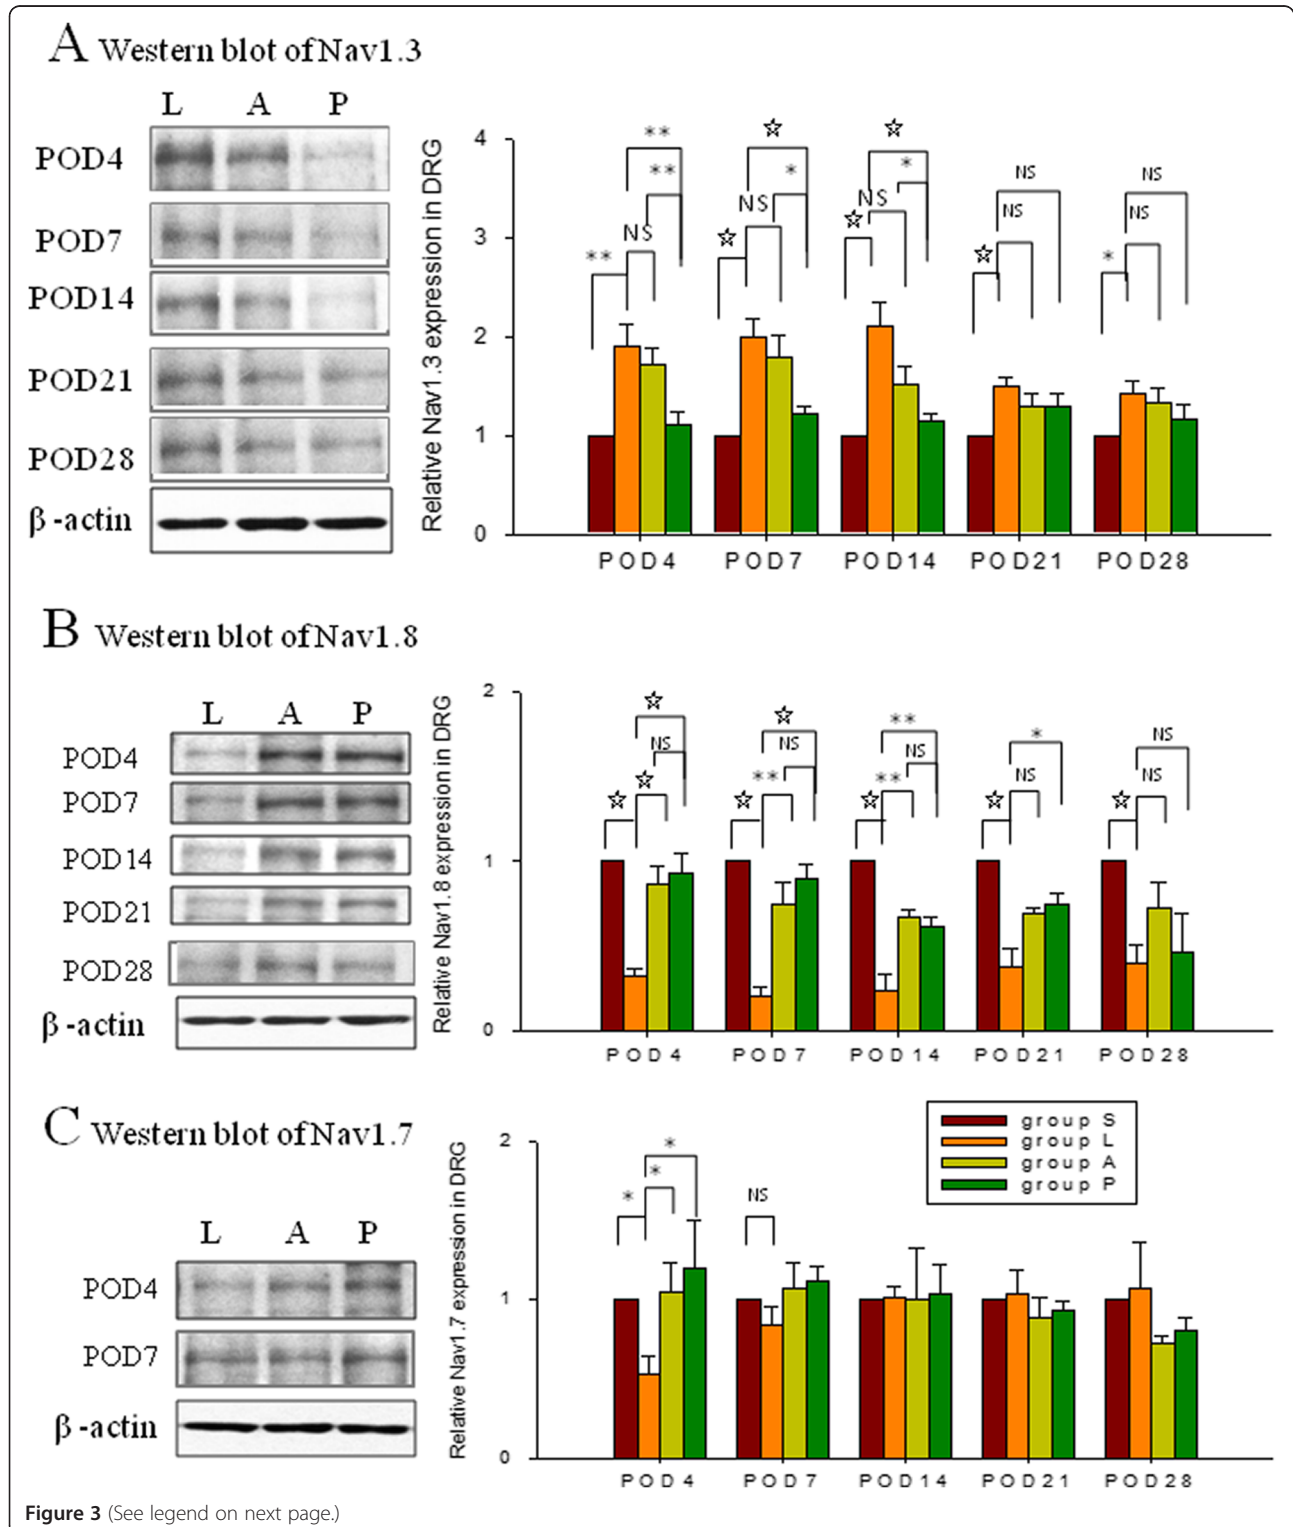 A Western blot of Nav1.3
L A P
POD4
POD7
POD14
POD21
POD28
β-actin
Relative Nav1.3 expression in DRG
4
3
2
1
0
** ☆ ☆
** * * NS NS
NS NS NS NS NS
** ☆ ☆ ☆ *
POD4 POD7 POD14 POD21 POD28
B Western blot of Nav1.8
L A P
POD4
POD7
POD14
POD21
POD28
β-actin
Relative Nav1.8 expression in DRG
2
1
0
☆ ☆ ** * NS
NS NS NS NS NS
☆ ** **
☆ ☆ ☆ ☆ ☆
POD4 POD7 POD14 POD21 POD28
C Western blot of Nav1.7
L A P
POD4
POD7
β-actin
Relative Nav1.7 expression in DRG
2
1
0
*
*
* NS
group S
group L
group A
group P
POD4 POD7 POD14 POD21 POD28
Figure 3 (See legend on next page.)